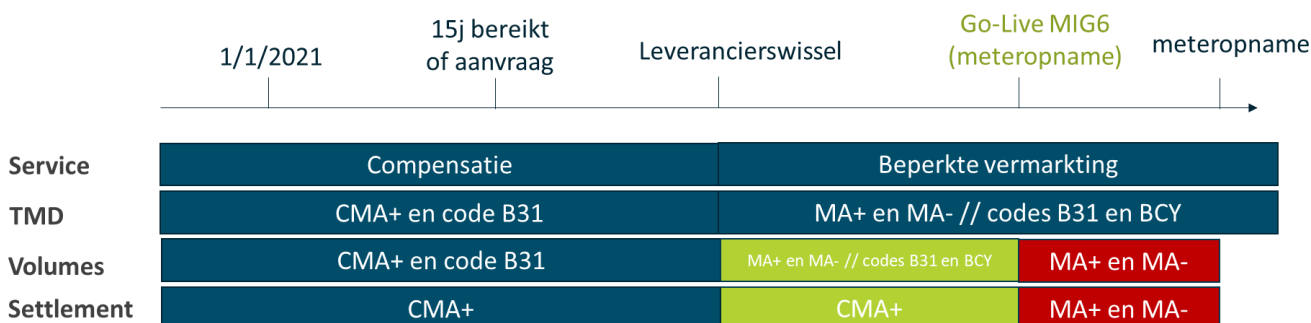 1/1/2021
15j bereikt
of aanvraag
Leverancierswissel
Go-Live MIG6
(meteropname)
meteropname
Service Compensatie Beperkte vermarkting
TMD CMA+ en code B31 MA+ en MA- // codes B31 en BCY
Volumes CMA+ en code B31 MA+ en MA- // codes B31 en BCY MA+ en MA-
Settlement CMA+ CMA+ MA+ en MA-